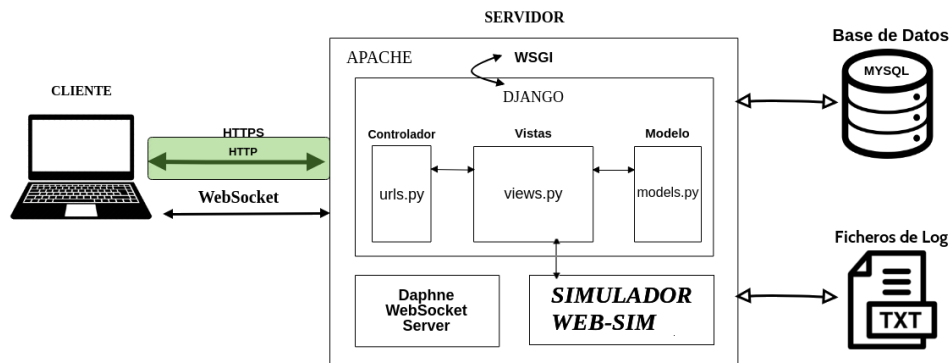 SERVIDOR
Base de Datos
MYSQL
APACHE
WSGI
CLIENTE
DJANGO
HTTPS
HTTP
Controlador
Vistas
Modelo
urls.py
views.py
models.py
WebSocket
Ficheros de Log
TXT
Daphne
WebSocket
Server
SIMULADOR
WEB-SIM